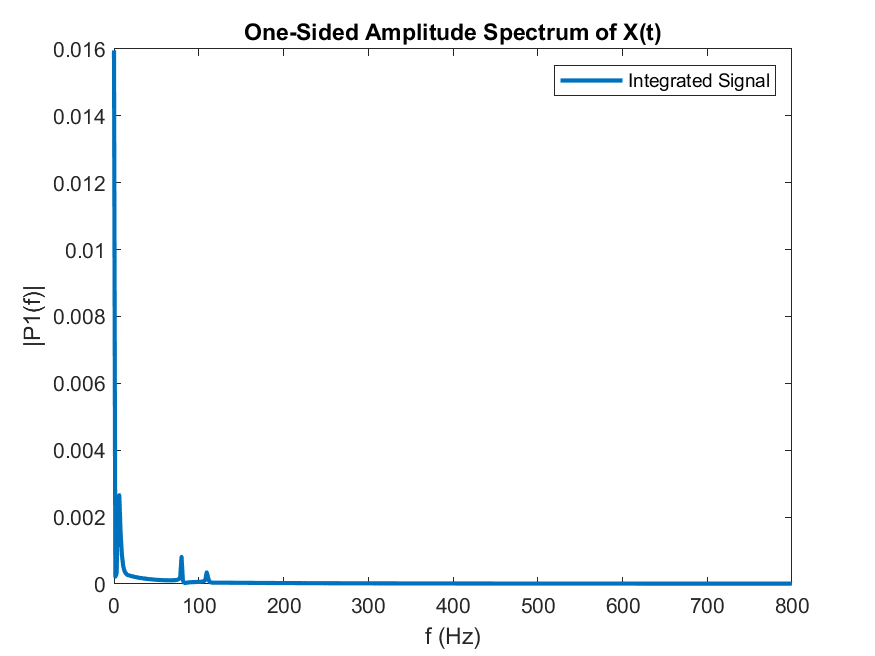 One-Sided Amplitude Spectrum of X(t)
Integrated Signal
0.016
0.014
0.012
0.01
0.008
0.006
0.004
0.002
0
|P1(f)|
0 100 200 300 400 500 600 700 800
f (Hz)